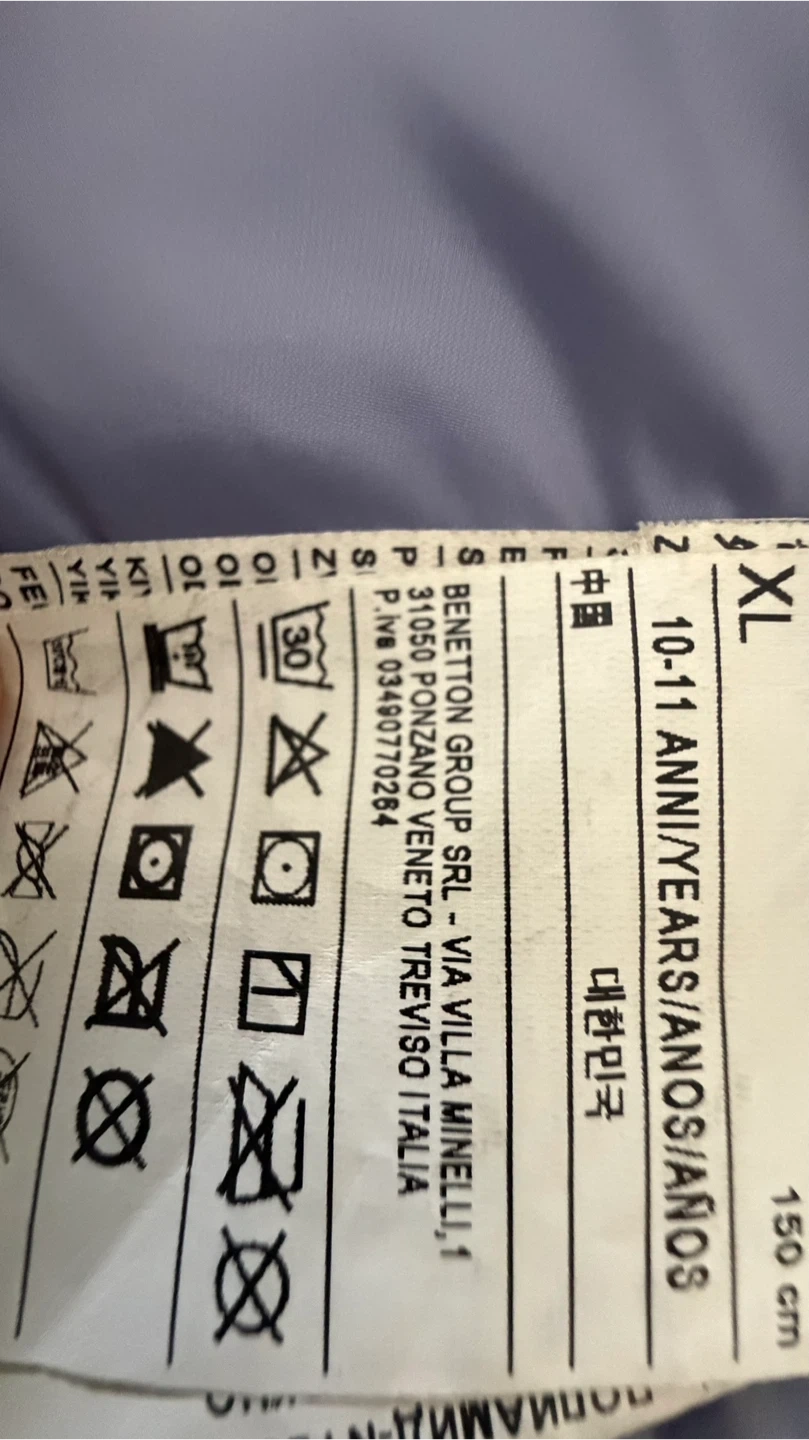 XL 150 cm
10-11 ANNI/YEARS/ANOS/AÑOS
中国 대한민국
BENETTON GROUP SRL - VIA VILLA MINELLI,1
31050 PONZANO VENETO TREVISO ITALIA
P.iva 03490770264
30